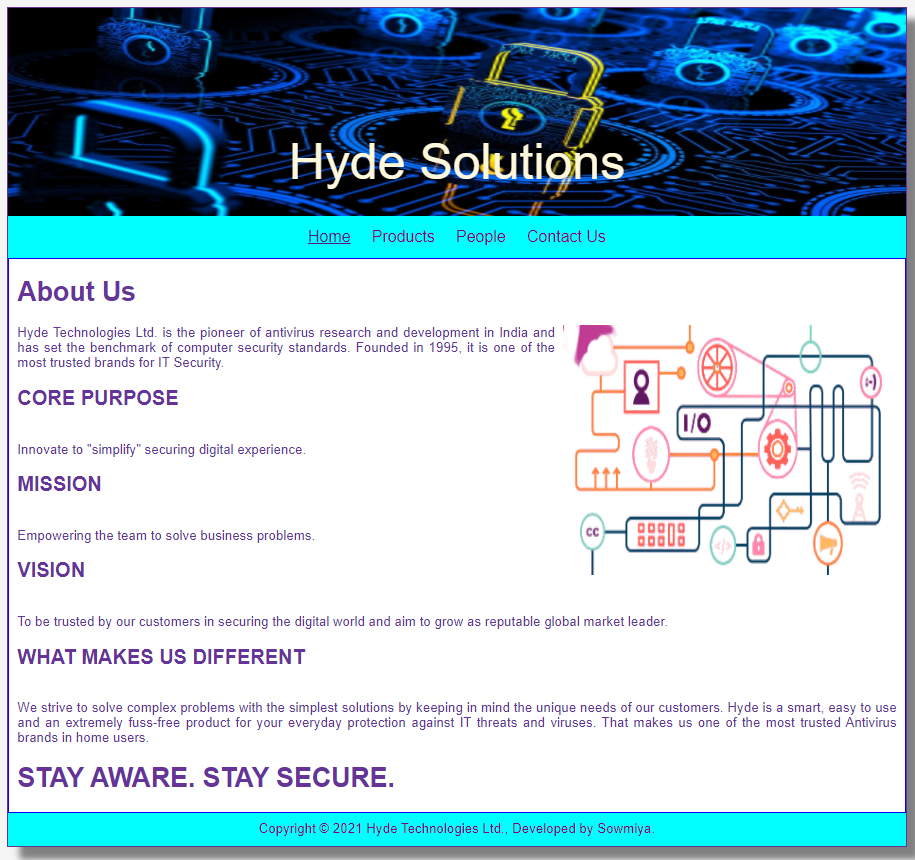 Hyde Solutions
Home Products People Contact Us
About Us
Hyde Technologies Ltd. is the pioneer of antivirus research and development in India and
has set the benchmark of computer security standards. Founded in 1995, it is one of the
most trusted brands for IT Security.
CORE PURPOSE
Innovate to "simplify" securing digital experience.
MISSION
Empowering the team to solve business problems.
VISION
To be trusted by our customers in securing the digital world and aim to grow as reputable global market leader.
I/O
:-)
cc
</>
WHAT MAKES US DIFFERENT
We strive to solve complex problems with the simplest solutions by keeping in mind the unique needs of our customers. Hyde is a smart, easy to use
and an extremely fuss-free product for your everyday protection against IT threats and viruses. That makes us one of the most trusted Antivirus
brands in home users.
STAY AWARE. STAY SECURE.
Copyright © 2021 Hyde Technologies Ltd., Developed by Sowmiya.